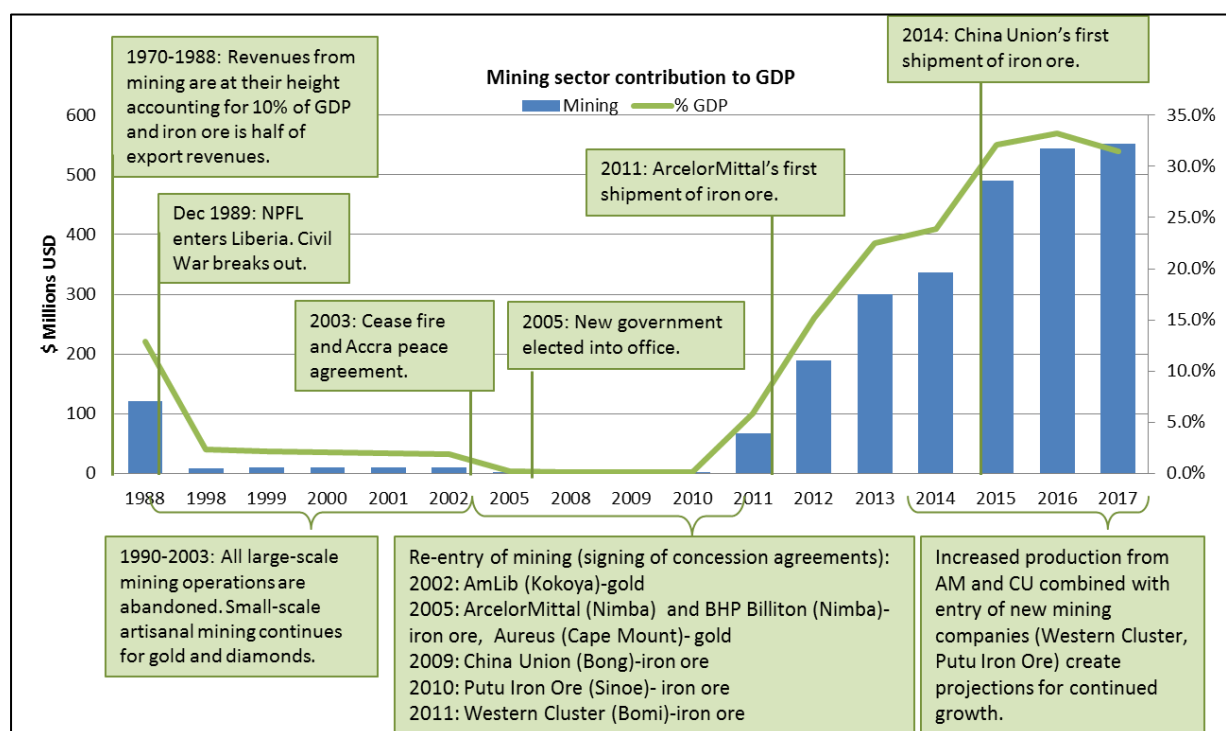 1970-1988: Revenues from
mining are at their height
accounting for 10% of GDP
and iron ore is half of
export revenues.
2014: China Union’s first
shipment of iron ore.
Mining sector contribution to GDP
Mining
% GDP
2011: ArcelorMittal’s first
shipment of iron ore.
Dec 1989: NPFL
enters Liberia. Civil
War breaks out.
2003: Cease fire
and Accra peace
agreement.
2005: New government
elected into office.
$ Millions USD
600
500
400
300
200
100
0
35.0%
30.0%
25.0%
20.0%
15.0%
10.0%
5.0%
0.0%
1988 1998 1999 2000 2001 2002 2005 2008 2009 2010 2011 2012 2013 2014 2015 2016 2017
1990-2003: All large-scale
mining operations are
abandoned. Small-scale
artisanal mining continues
for gold and diamonds.
Re-entry of mining (signing of concession agreements):
2002: AmLib (Kokoya)-gold
2005: ArcelorMittal (Nimba) and BHP Billiton (Nimba)-
iron ore, Aureus (Cape Mount)- gold
2009: China Union (Bong)-iron ore
2010: Putu Iron Ore (Sinoe)- iron ore
2011: Western Cluster (Bomi)-iron ore
Increased production from
AM and CU combined with
entry of new mining
companies (Western Cluster,
Putu Iron Ore) create
projections for continued
growth.